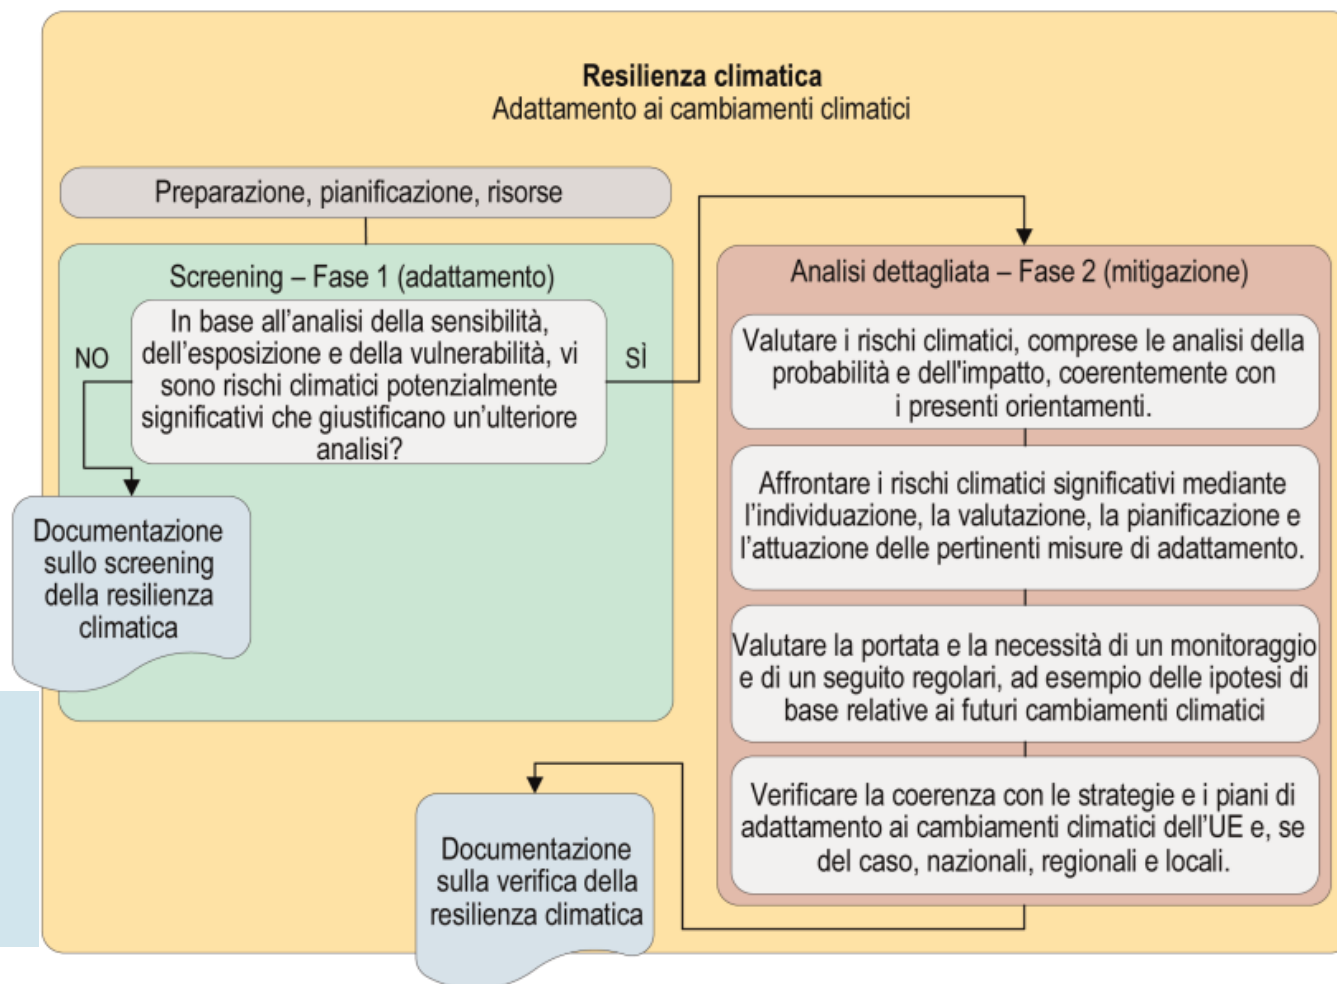 Resilienza climatica
Adattamento ai cambiamenti climatici
Preparazione, pianificazione, risorse
Screening – Fase 1 (adattamento)
In base all’analisi della sensibilità,
dell’esposizione e della vulnerabilità, vi
sono rischi climatici potenzialmente
significativi che giustificano un’ulteriore
analisi?
NO
SÌ
Documentazione
sullo screening
della resilienza
climatica
Analisi dettagliata – Fase 2 (mitigazione)
Valutare i rischi climatici, comprese le analisi della
probabilità e dell'impatto, coerentemente con
i presenti orientamenti.
Affrontare i rischi climatici significativi mediante
l’individuazione, la valutazione, la pianificazione e
l’attuazione delle pertinenti misure di adattamento.
Valutare la portata e la necessità di un monitoraggio
e di un seguito regolari, ad esempio delle ipotesi di
base relative ai futuri cambiamenti climatici
Verificare la coerenza con le strategie e i piani di
adattamento ai cambiamenti climatici dell’UE e, se
del caso, nazionali, regionali e locali.
Documentazione
sulla verifica della
resilienza climatica